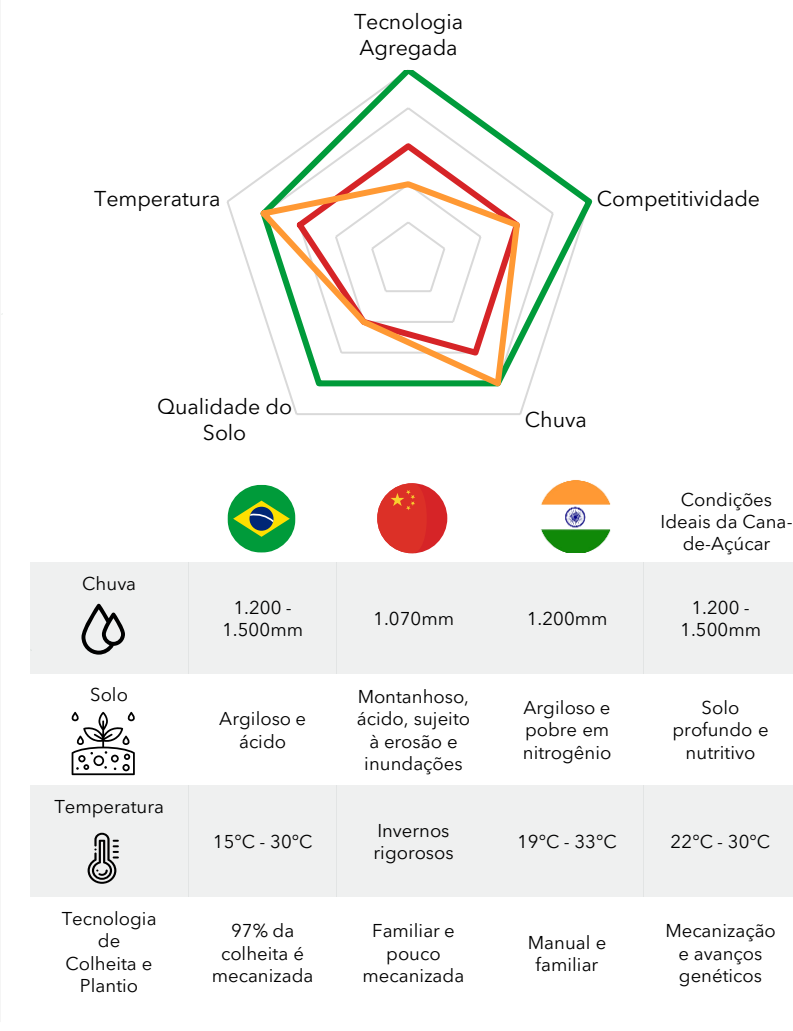 Tecnologia
Agregada
Temperatura
Competitividade
Qualidade do
Solo
Chuva
Condições
Ideais da Cana-
de-Açúcar
Chuva
1.200 -
1.500mm
1.070mm
1.200mm
1.200 -
1.500mm
Solo
Argiloso e
ácido
Montanhoso,
ácido, sujeito
à erosão e
inundações
Argiloso e
pobre em
nitrogênio
Solo
profundo e
nutritivo
Temperatura
15°C - 30°C
Invernos
rigorosos
19°C - 33°C
22°C - 30°C
Tecnologia
de
Colheita e
Plantio
97% da
colheita é
mecanizada
Familiar e
pouco
mecanizada
Manual e
familiar
Mecanização
e avanços
genéticos